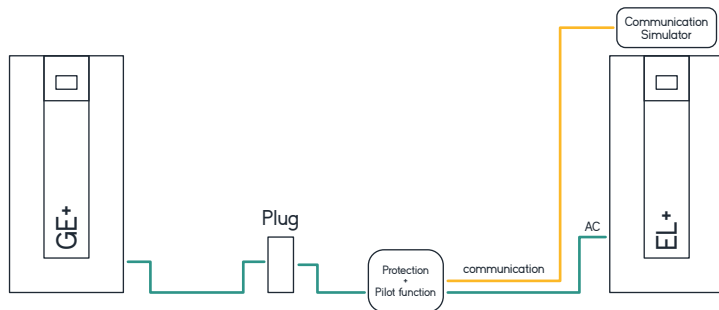 Communication
Simulator
GE+
Plug
EL+
AC
Protection
+
Pilot function
communication